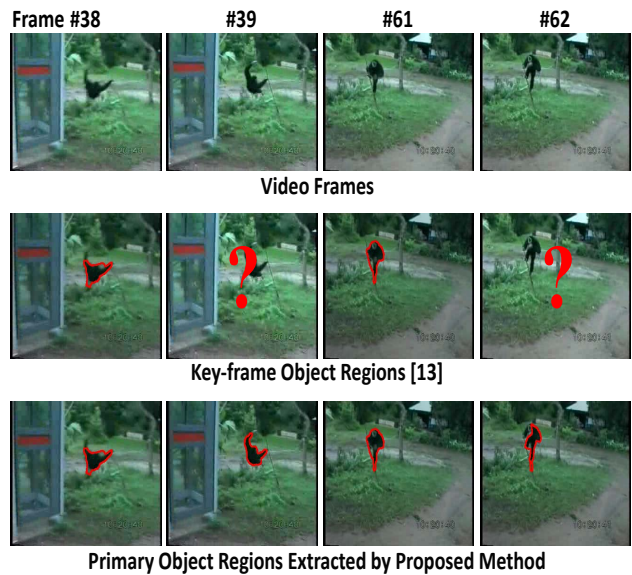 Frame #38 #39 #61 #62
Video Frames
? ?
Key-frame Object Regions [13]
Primary Object Regions Extracted by Proposed Method